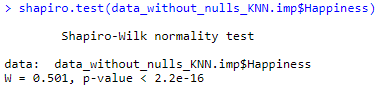 > shapiro.test(data_without_nulls_KNN.imp$Happiness)
Shapiro-Wilk normality test
data:  data_without_nulls_KNN.imp$Happiness
W = 0.501, p-value < 2.2e-16